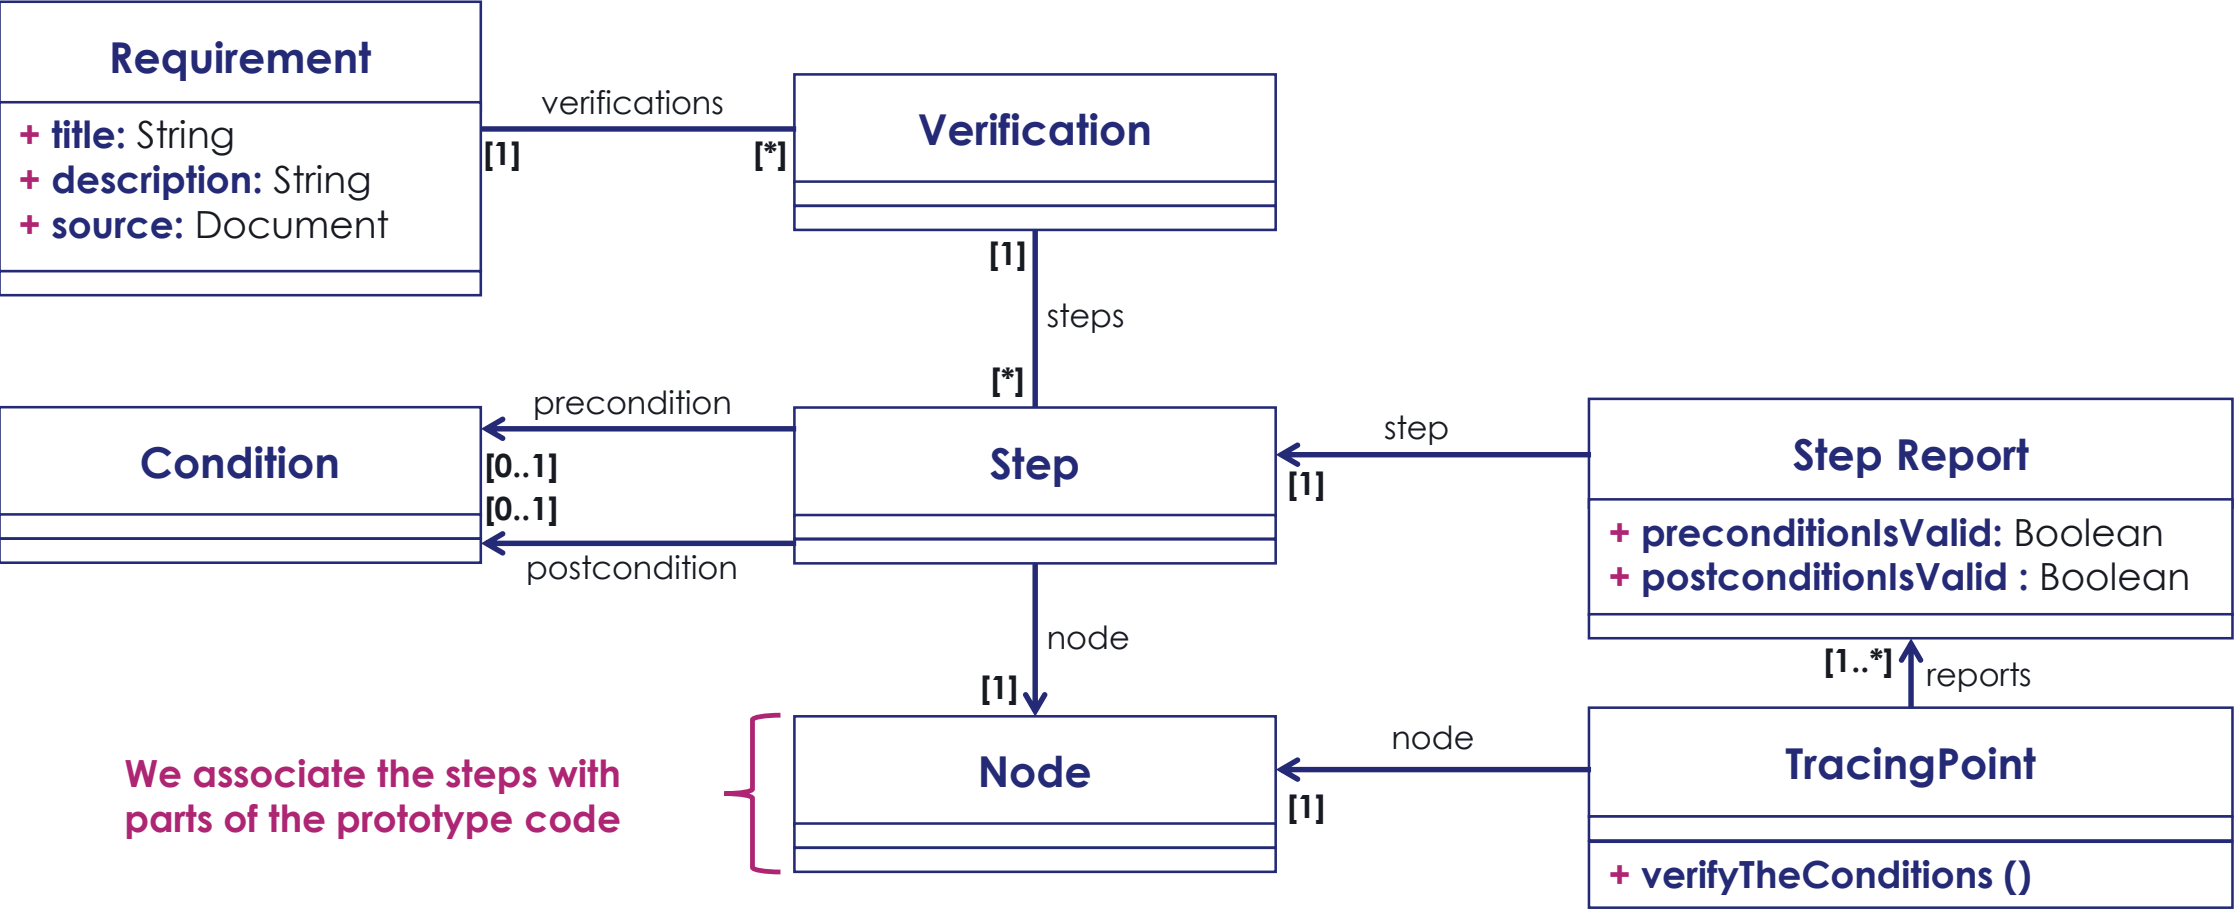 Requirement
+ title: String
+ description: String
+ source: Document
verifications
[1]
[*]
Verification
[1]
steps
[*]
precondition
[0..1]
[0..1]
postcondition
Condition
Step
step
[1]
Step Report
+ preconditionIsValid: Boolean
+ postconditionIsValid : Boolean
node
[1]
[1..*]
reports
We associate the steps with
parts of the prototype code
Node
node
[1]
TracingPoint
+ verifyTheConditions ()